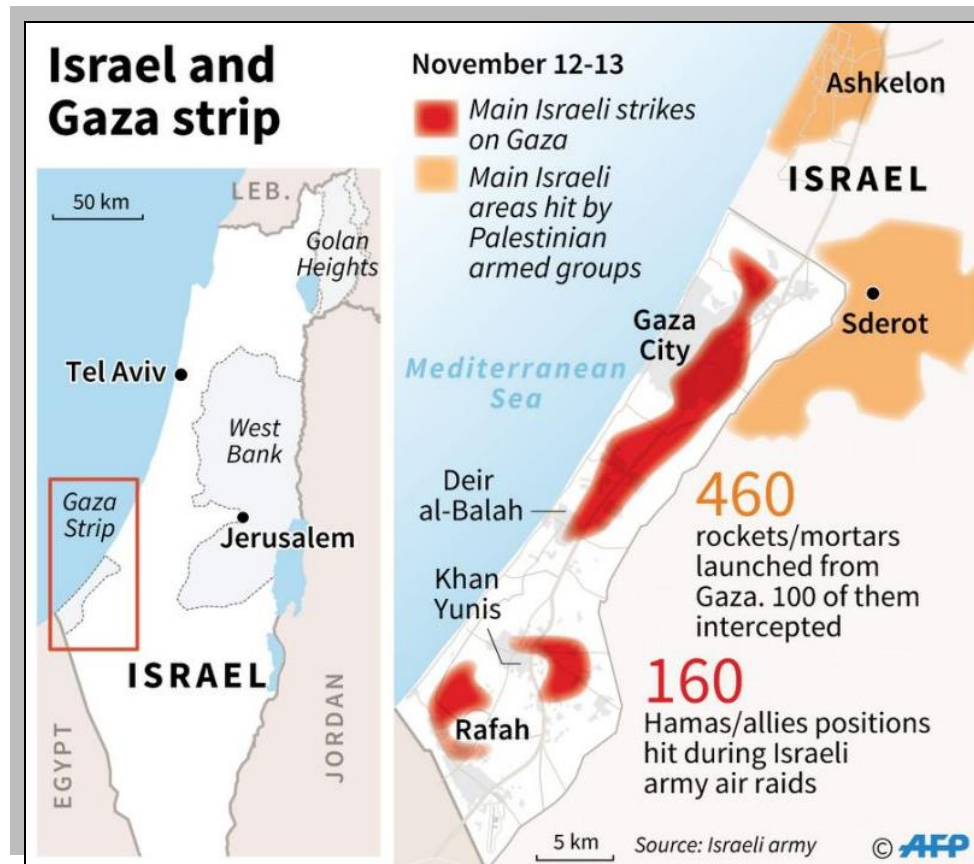 Israel and
Gaza strip
50 km
LEB.
Golan
Heights
Tel Aviv
West
Bank
Gaza
Strip
Jerusalem
ISRAEL
EGYPT
JORDAN
November 12-13
Main Israeli strikes
on Gaza
Main Israeli
areas hit by
Palestinian
armed groups
Ashkelon
ISRAEL
Gaza
City
Sderot
Mediterranean
Sea
Deir
al-Balah
460
rockets/mortars
launched from
Gaza. 100 of them
intercepted
Khan
Yunis
160
Hamas/allies positions
hit during Israeli
army air raids
Rafah
5 km
Source: Israeli army
© AFP